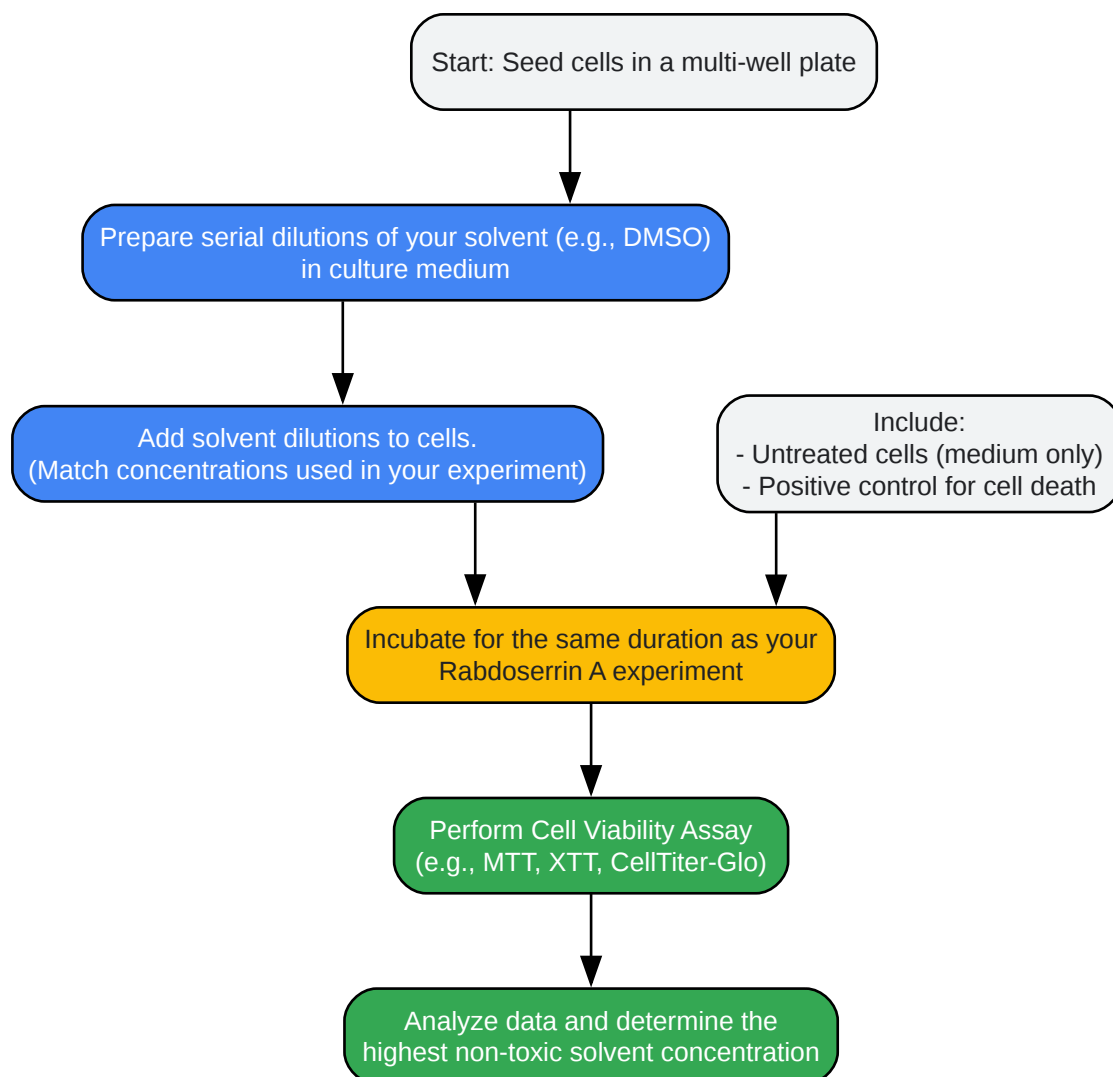 Start: Seed cells in a multi-well plate
Prepare serial dilutions of your solvent (e.g., DMSO)
in culture medium
Add solvent dilutions to cells.
(Match concentrations used in your experiment)
Include:
- Untreated cells (medium only)
- Positive control for cell death
Incubate for the same duration as your
Rabdoserrin A experiment
Perform Cell Viability Assay
(e.g., MTT, XTT, CellTiter-Glo)
Analyze data and determine the
highest non-toxic solvent concentration